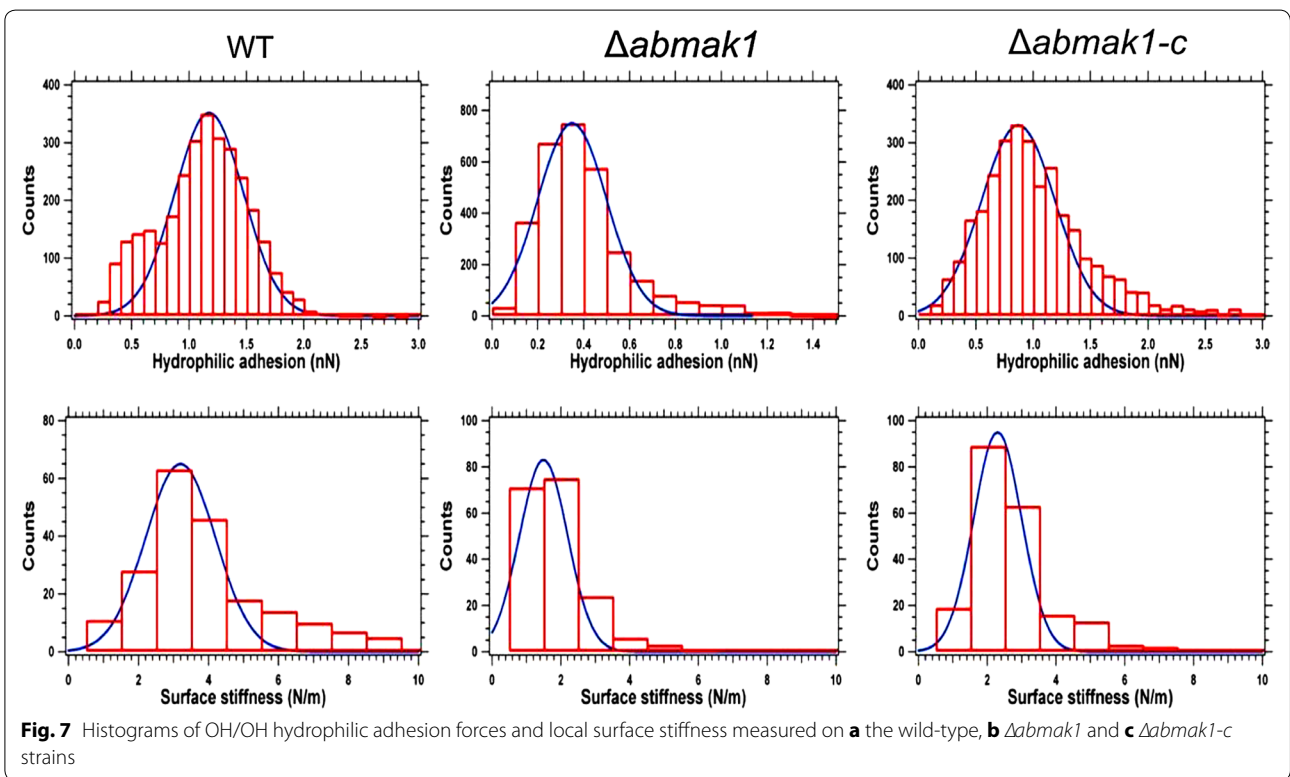 WT
Δabmak1
Δabmak1-c
400
300
200
100
0
Counts
0.0 0.5 1.0 1.5 2.0 2.5 3.0
Hydrophilic adhesion (nN)
800
600
400
200
0
Counts
0.0 0.2 0.4 0.6 0.8 1.0 1.2 1.4
Hydrophilic adhesion (nN)
400
300
200
100
0
Counts
0.0 0.5 1.0 1.5 2.0 2.5 3.0
Hydrophilic adhesion (nN)
80
60
40
20
0
Counts
0 2 4 6 8 10
Surface stiffness (N/m)
100
80
60
40
20
0
Counts
0 2 4 6 8 10
Surface stiffness (N/m)
100
80
60
40
20
0
Counts
0 2 4 6 8 10
Surface stiffness (N/m)
Fig. 7 Histograms of OH/OH hydrophilic adhesion forces and local surface stiffness measured on a the wild-type, b Δabmak1 and c Δabmak1-c
strains